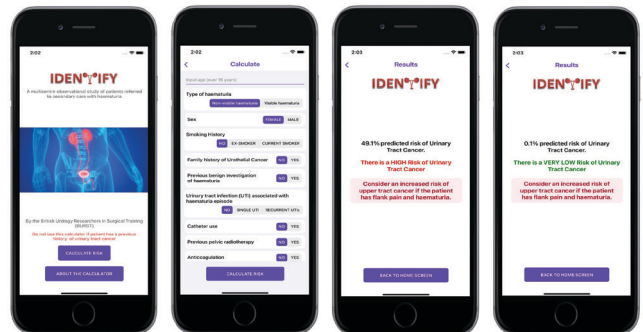 2:02
IDENTIFY
A multicentre observational study of patients referred
to secondary care with haematuria
By the British Urology Researchers in Surgical Training
(BURST)
Do not use this calculator if patient has a previous
history of urinary tract cancer
CALCULATE RISK
ABOUT THE CALCULATOR
2:02
Calculate
Input age (over 16 years)
Type of haematuria
Non-visible haematuria Visible haematuria
Sex
FEMALE MALE
Smoking History
NO EX-SMOKER CURRENT SMOKER
Family history of Urothelial Cancer NO YES
Previous benign investigation
of haematuria NO YES
Urinary tract infection (UTI) associated with
haematuria episode
NO SINGLE UTI RECURRENT UTIs
Catheter use NO YES
Previous pelvic radiotherapy NO YES
Anticoagulation NO YES
CALCULATE RISK
2:03
Results
IDENTIFY
49.1% predicted risk of Urinary
Tract Cancer.
There is a HIGH Risk of Urinary
Tract Cancer
Consider an increased risk of
upper tract cancer if the patient
has flank pain and haematuria.
BACK TO HOME SCREEN
2:03
Results
IDENTIFY
0.1% predicted risk of Urinary
Tract Cancer.
There is a VERY LOW Risk of Urinary
Tract Cancer
Consider an increased risk of
upper tract cancer if the patient
has flank pain and haematuria.
BACK TO HOME SCREEN